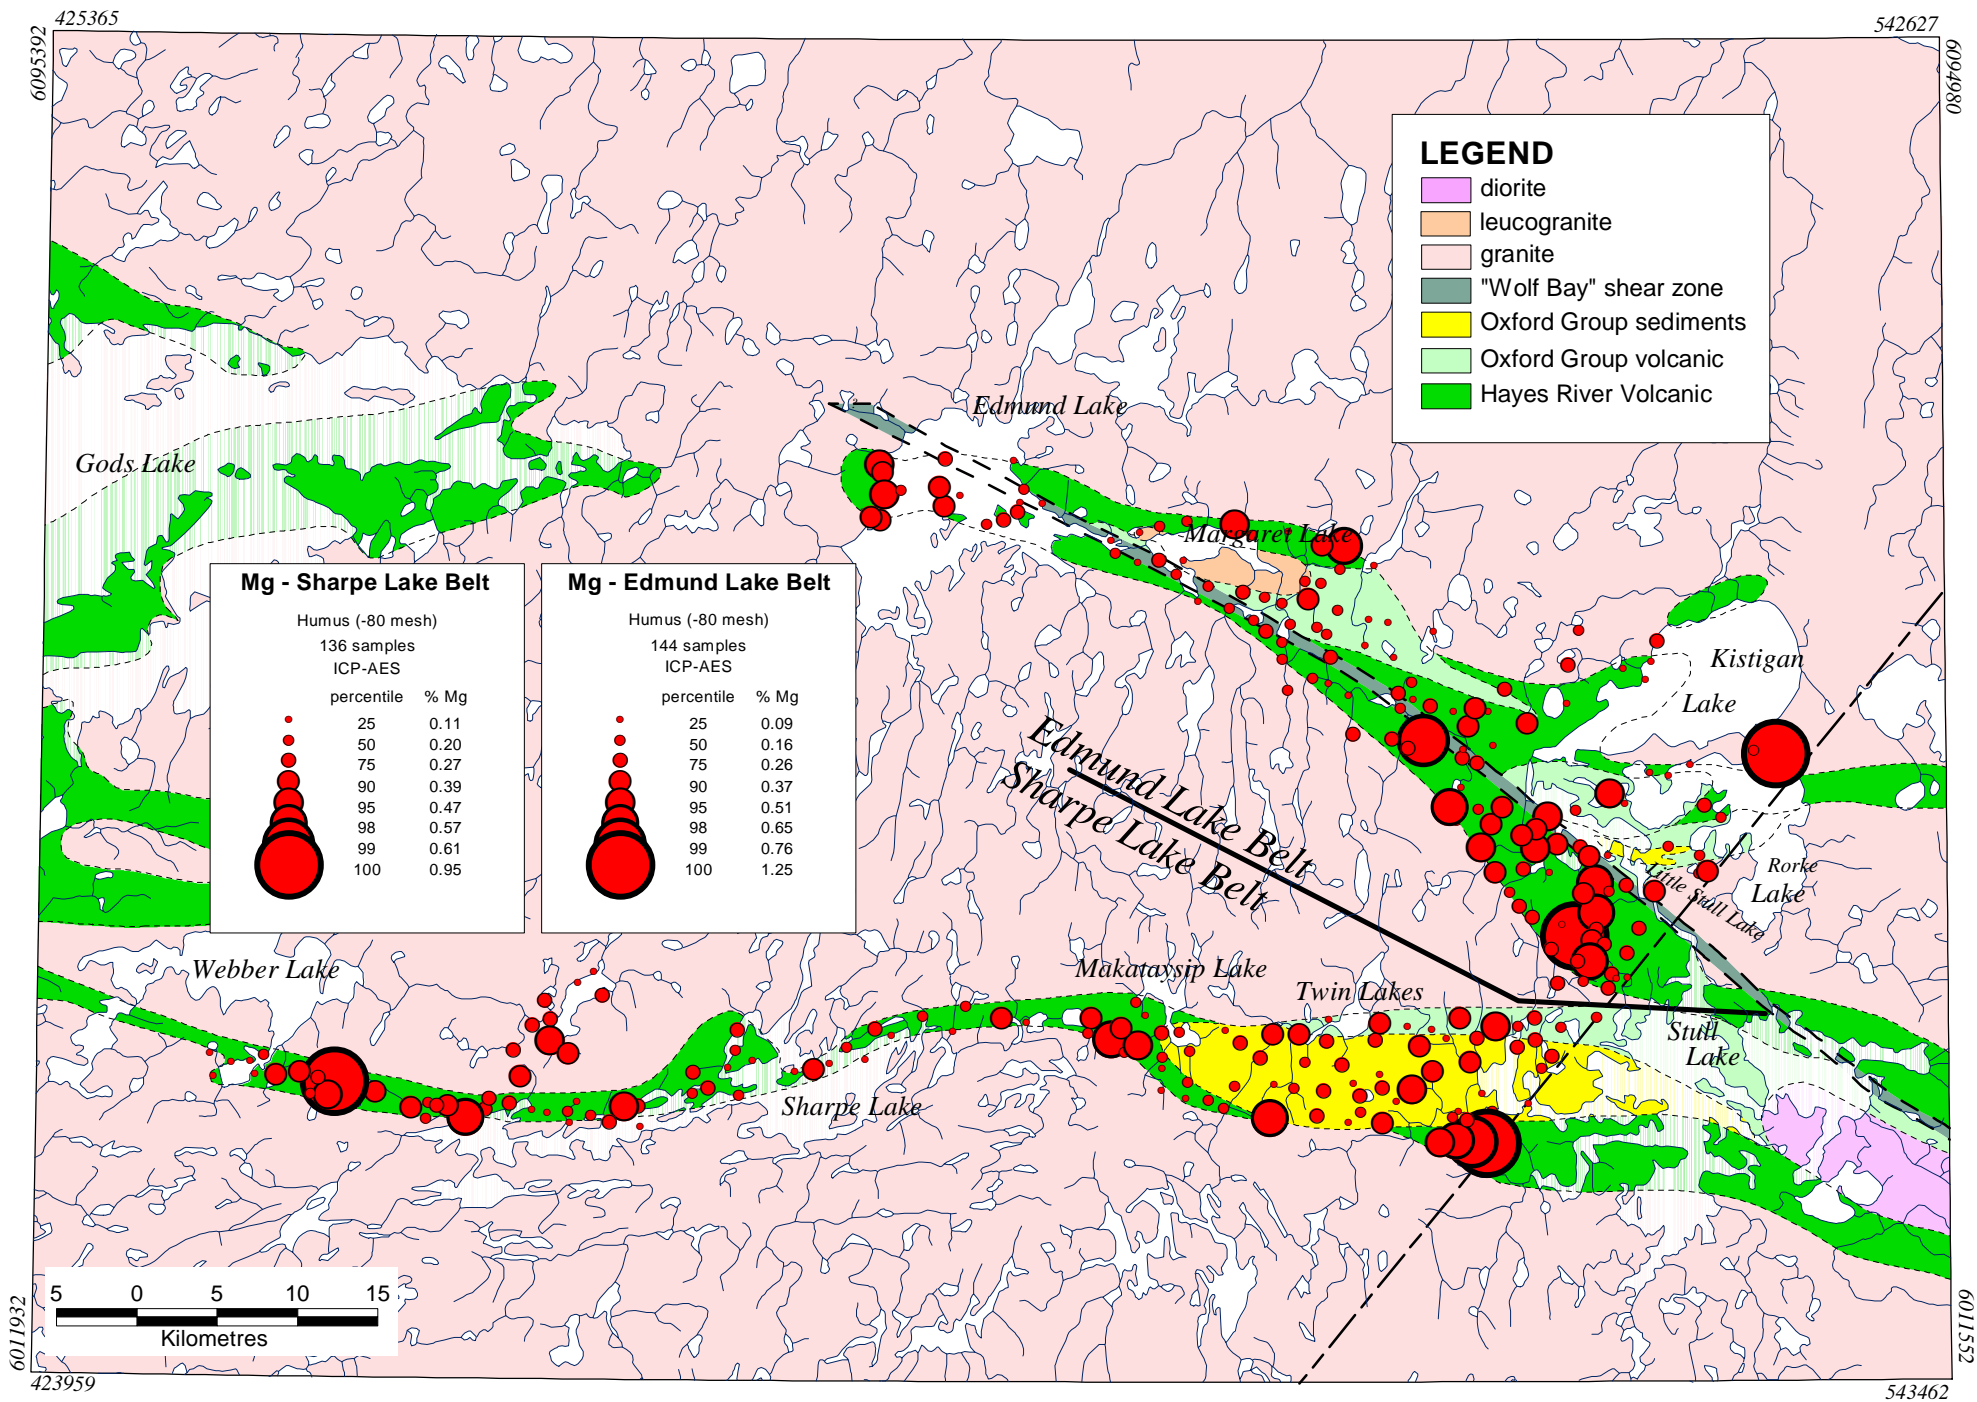 425365
542627
6095392
6094980
LEGEND
diorite
leucogranite
granite
"Wolf Bay" shear zone
Oxford Group sediments
Oxford Group volcanic
Hayes River Volcanic
Edmund Lake
Gods Lake
Margaret Lake
Mg - Sharpe Lake Belt
Humus (-80 mesh)
136 samples
ICP-AES
percentile % Mg
25 0.11
50 0.20
75 0.27
90 0.39
95 0.47
98 0.57
99 0.61
100 0.95
Mg - Edmund Lake Belt
Humus (-80 mesh)
144 samples
ICP-AES
percentile % Mg
25 0.09
50 0.16
75 0.26
90 0.37
95 0.51
98 0.65
99 0.76
100 1.25
Kistigan
Lake
Edmund Lake Belt
Sharpe Lake Belt
Rorke
Lake
Little Stull Lake
Webber Lake
Makataysip Lake
Twin Lakes
Stull
Lake
Sharpe Lake
5 0 5 10 15
Kilometres
6011932
6011552
423959
543462